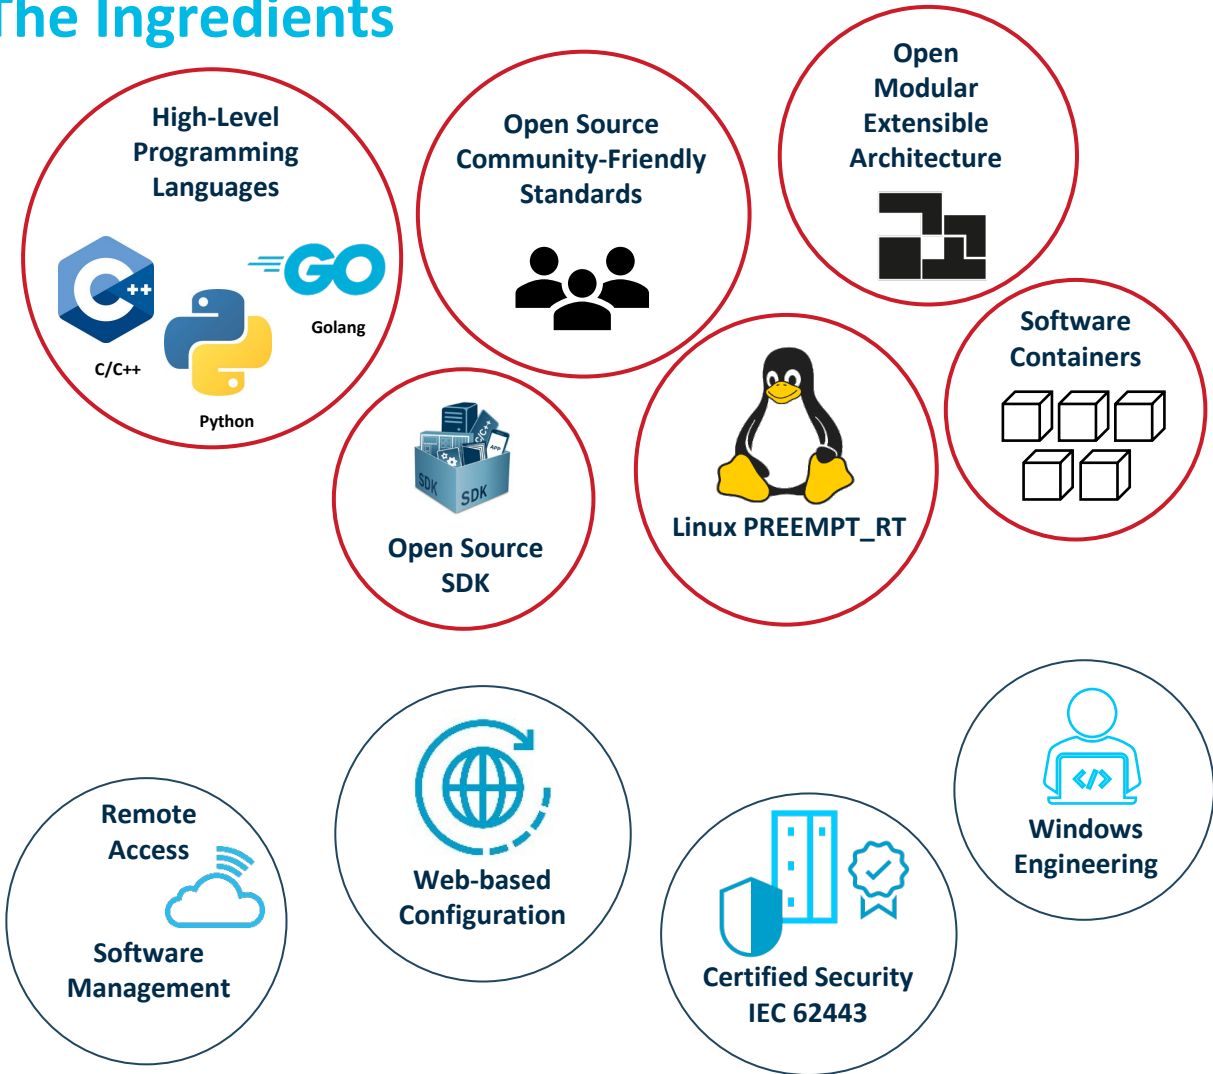 The Ingredients
High-Level
Programming
Languages
C++
GO
C/C++
Python
Golang
Open Source
Community-Friendly
Standards
Open
Modular
Extensible
Architecture
C/C++
APP
SDK
SDK
Open Source
SDK
Linux PREEMPT_RT
Software
Containers
Remote
Access
Software
Management
Web-based
Configuration
Certified Security
IEC 62443
</>
Windows
Engineering